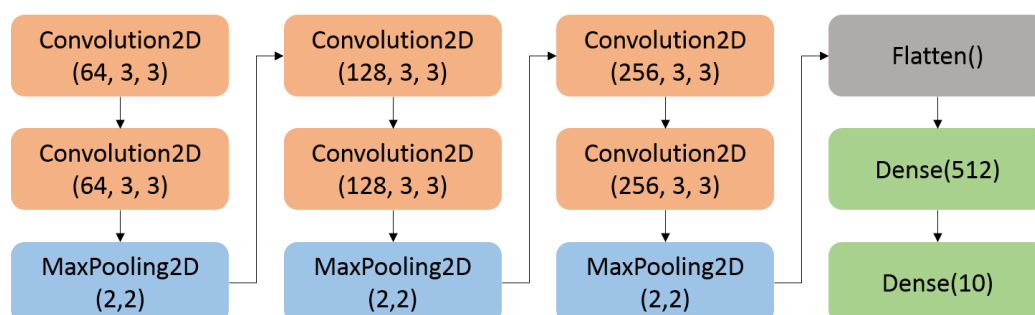 Convolution2D
(64, 3, 3)
Convolution2D
(64, 3, 3)
MaxPooling2D
(2,2)
Convolution2D
(128, 3, 3)
Convolution2D
(128, 3, 3)
MaxPooling2D
(2,2)
Convolution2D
(256, 3, 3)
Convolution2D
(256, 3, 3)
MaxPooling2D
(2,2)
Flatten()
Dense(512)
Dense(10)